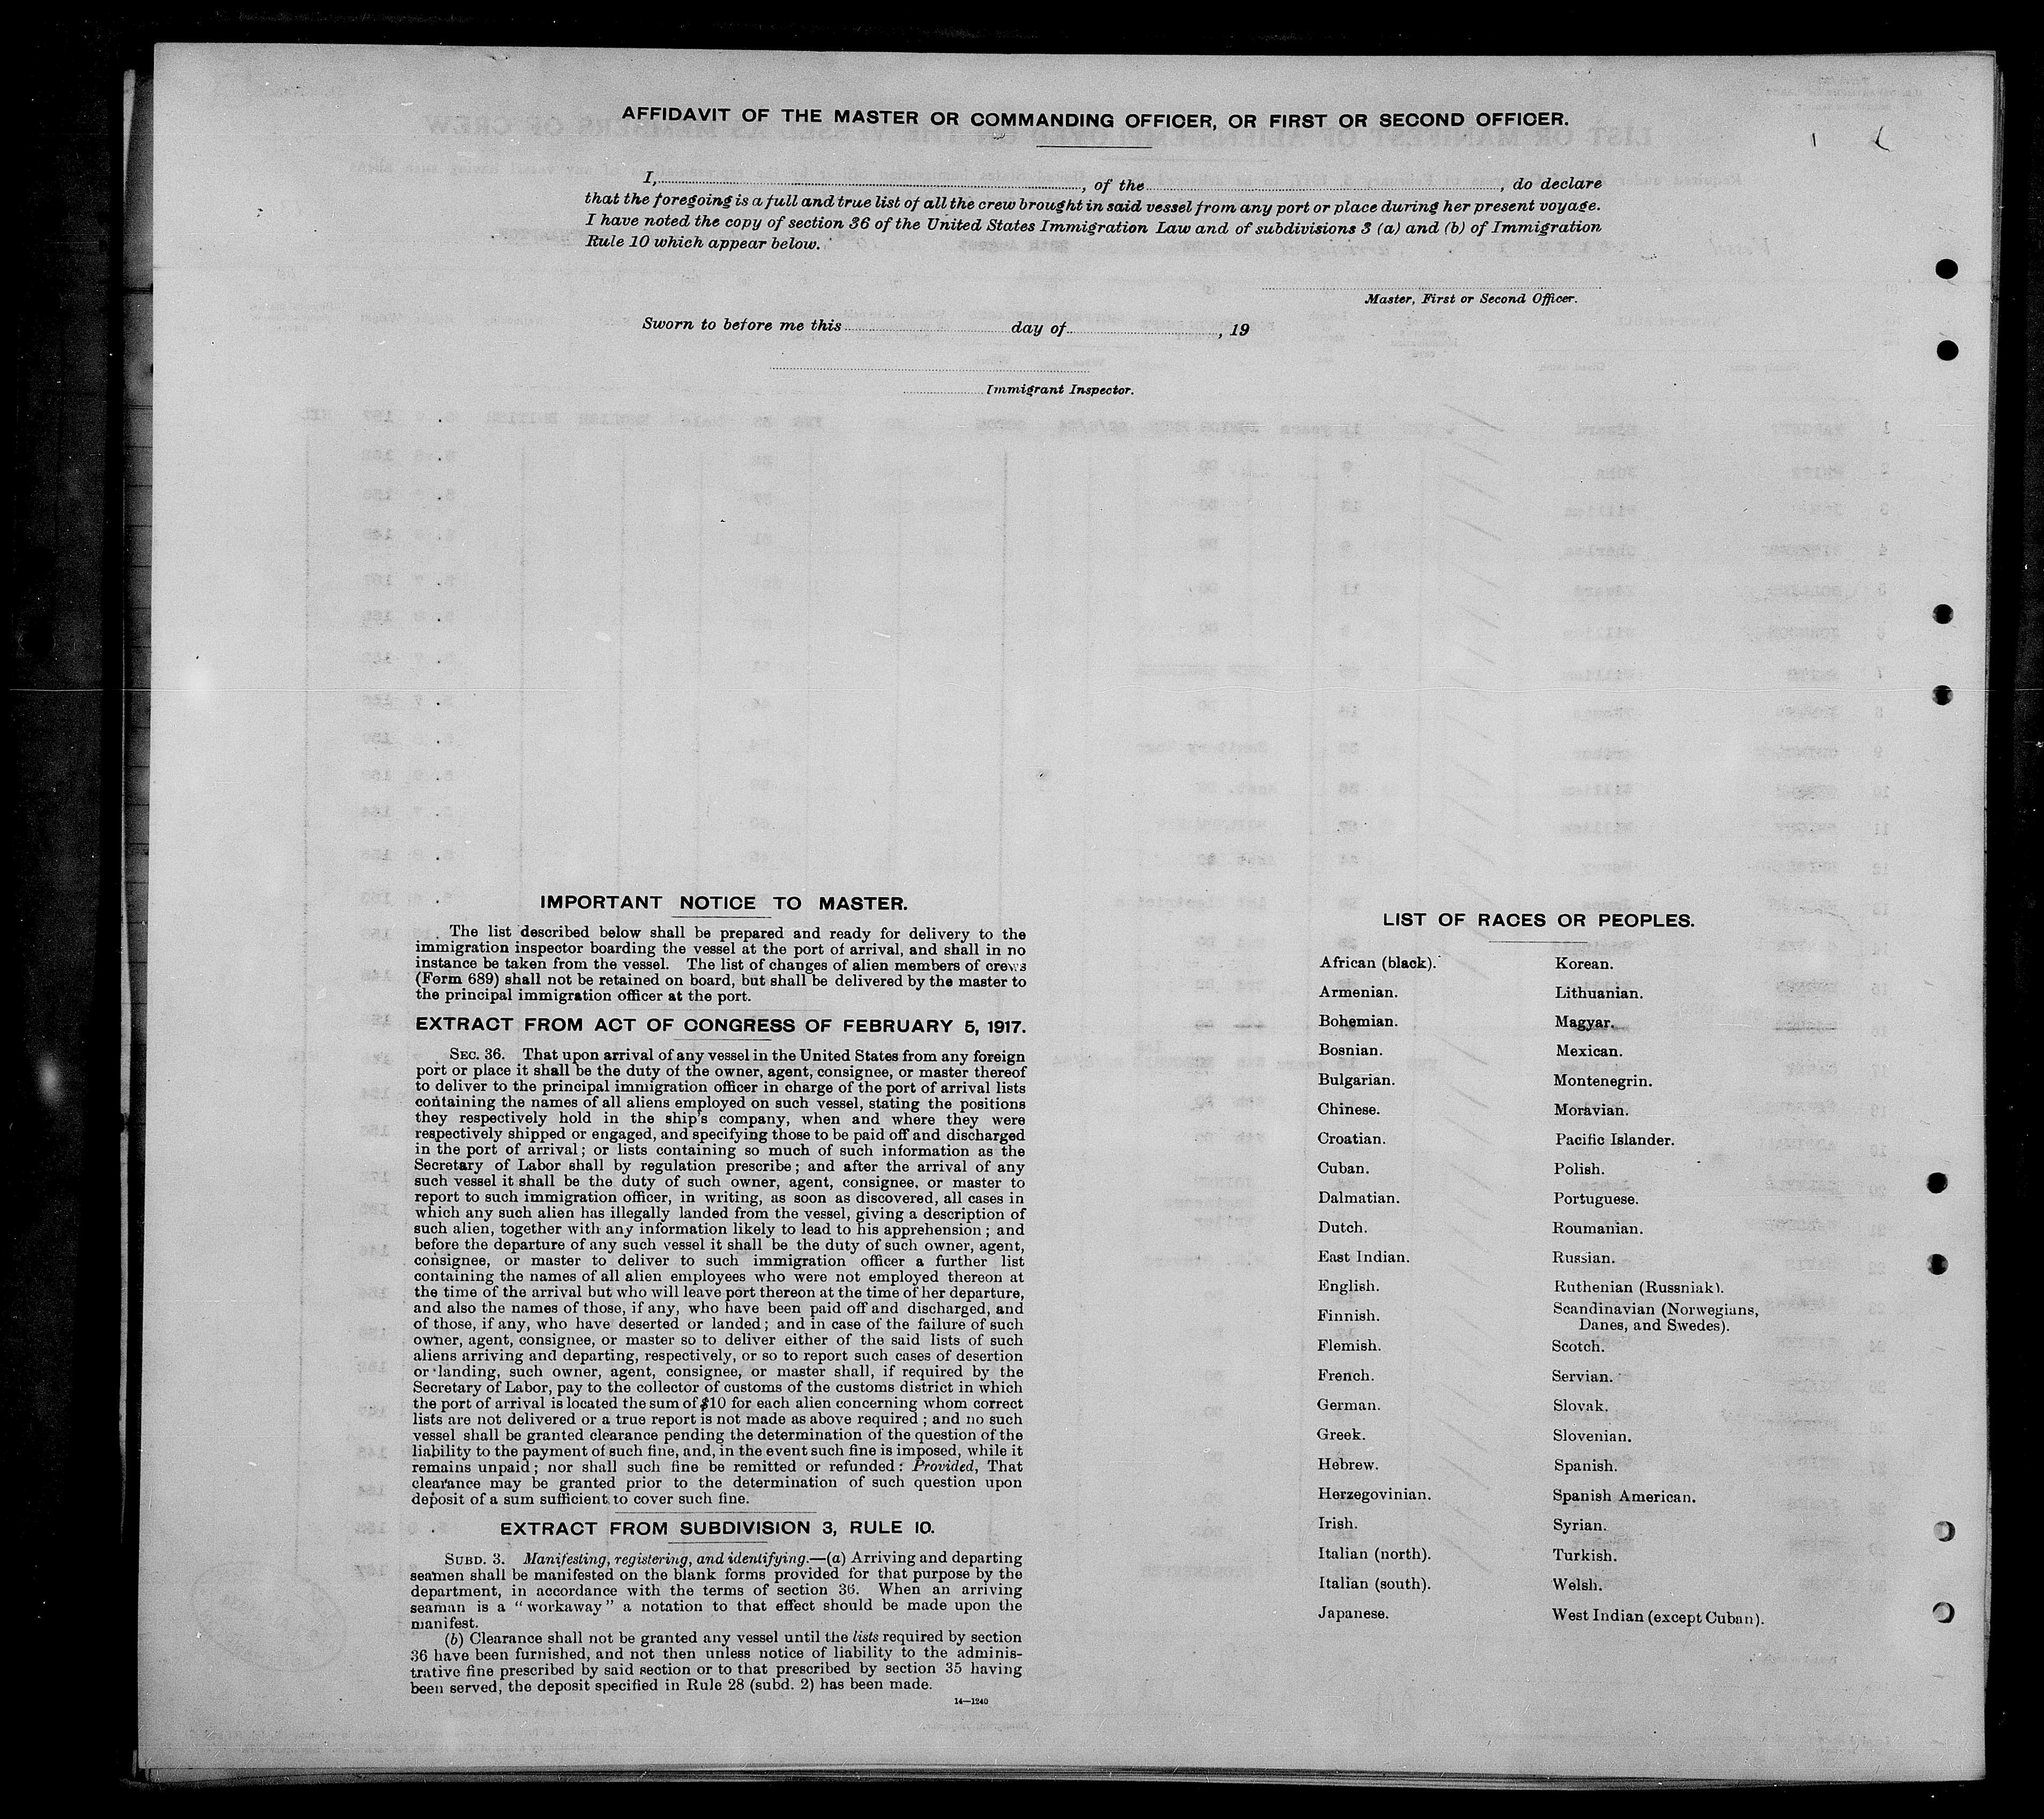 AFFIDAVIT OF THE MASTER OR COMMANDING OFFICER, OR FIRST OR SECOND OFFICER.
I, , of the , do declare
that the foregoing is a full and true list of all the crew brought in said vessel from any port or place during her present voyage.
I have noted the copy of section 36 of the United States Immigration Law and of subdivisions 3 (a) and (b) of Immigration
Rule 10 which appear below.
Master, First or Second Officer.
Sworn to before me this day of , 19
Immigrant Inspector.
IMPORTANT NOTICE TO MASTER.
The list described below shall be prepared and ready for delivery to the
immigration inspector boarding the vessel at the port of arrival, and shall in no
instance be taken from the vessel. The list of changes of alien members of crews
(Form 689) shall not be retained on board, but shall be delivered by the master to
the principal immigration officer at the port.
EXTRACT FROM ACT OF CONGRESS OF FEBRUARY 5, 1917.
SEC. 36. That upon arrival of any vessel in the United States from any foreign
port or place it shall be the duty of the owner, agent, consignee, or master thereof
to deliver to the principal immigration officer in charge of the port of arrival lists
containing the names of all aliens employed on such vessel, stating the positions
they respectively hold in the ship's company, when and where they were
respectively shipped or engaged, and specifying those to be paid off and discharged
in the port of arrival; or lists containing so much of such information as the
Secretary of Labor shall by regulation prescribe; and after the arrival of any
such vessel it shall be the duty of such owner, agent, consignee, or master to
report to such immigration officer, in writing, as soon as discovered, all cases in
which any such alien has illegally landed from the vessel, giving a description of
such alien, together with any information likely to lead to his apprehension; and
before the departure of any such vessel it shall be the duty of such owner, agent,
consignee, or master to deliver to such immigration officer a further list
containing the names of all alien employees who were not employed thereon at
the time of the arrival but who will leave port thereon at the time of her departure,
and also the names of those, if any, who have been paid off and discharged, and
of those, if any, who have deserted or landed; and in case of the failure of such
owner, agent, consignee, or master so to deliver either of the said lists of such
aliens arriving and departing, respectively, or so to report such cases of desertion
or landing, such owner, agent, consignee, or master shall, if required by the
Secretary of Labor, pay to the collector of customs of the customs district in which
the port of arrival is located the sum of $10 for each alien concerning whom correct
lists are not delivered or a true report is not made as above required; and no such
vessel shall be granted clearance pending the determination of the question of the
liability to the payment of such fine, and, in the event such fine is imposed, while it
remains unpaid; nor shall such fine be remitted or refunded: Provided, That
clearance may be granted prior to the determination of such question upon
deposit of a sum sufficient to cover such fine.
EXTRACT FROM SUBDIVISION 3, RULE 10.
SUBD. 3. Manifesting, registering, and identifying.—(a) Arriving and departing
seamen shall be manifested on the blank forms provided for that purpose by the
department, in accordance with the terms of section 36. When an arriving
seaman is a "workaway" a notation to that effect should be made upon the
manifest.
(b) Clearance shall not be granted any vessel until the lists required by section
36 have been furnished, and not then unless notice of liability to the adminis-
trative fine prescribed by said section or to that prescribed by section 35 having
been served, the deposit specified in Rule 28 (subd. 2) has been made.
14—1240
LIST OF RACES OR PEOPLES.
African (black).
Armenian.
Bohemian.
Bosnian.
Bulgarian.
Chinese.
Croatian.
Cuban.
Dalmatian.
Dutch.
East Indian.
English.
Finnish.
Flemish.
French.
German.
Greek.
Hebrew.
Herzegovinian.
Irish.
Italian (north).
Italian (south).
Japanese.
Korean.
Lithuanian.
Magyar.
Mexican.
Montenegrin.
Moravian.
Pacific Islander.
Polish.
Portuguese.
Roumanian.
Russian.
Ruthenian (Russniak).
Scandinavian (Norwegians,
Danes, and Swedes).
Scotch.
Servian.
Slovak.
Slovenian.
Spanish.
Spanish American.
Syrian.
Turkish.
Welsh.
West Indian (except Cuban).